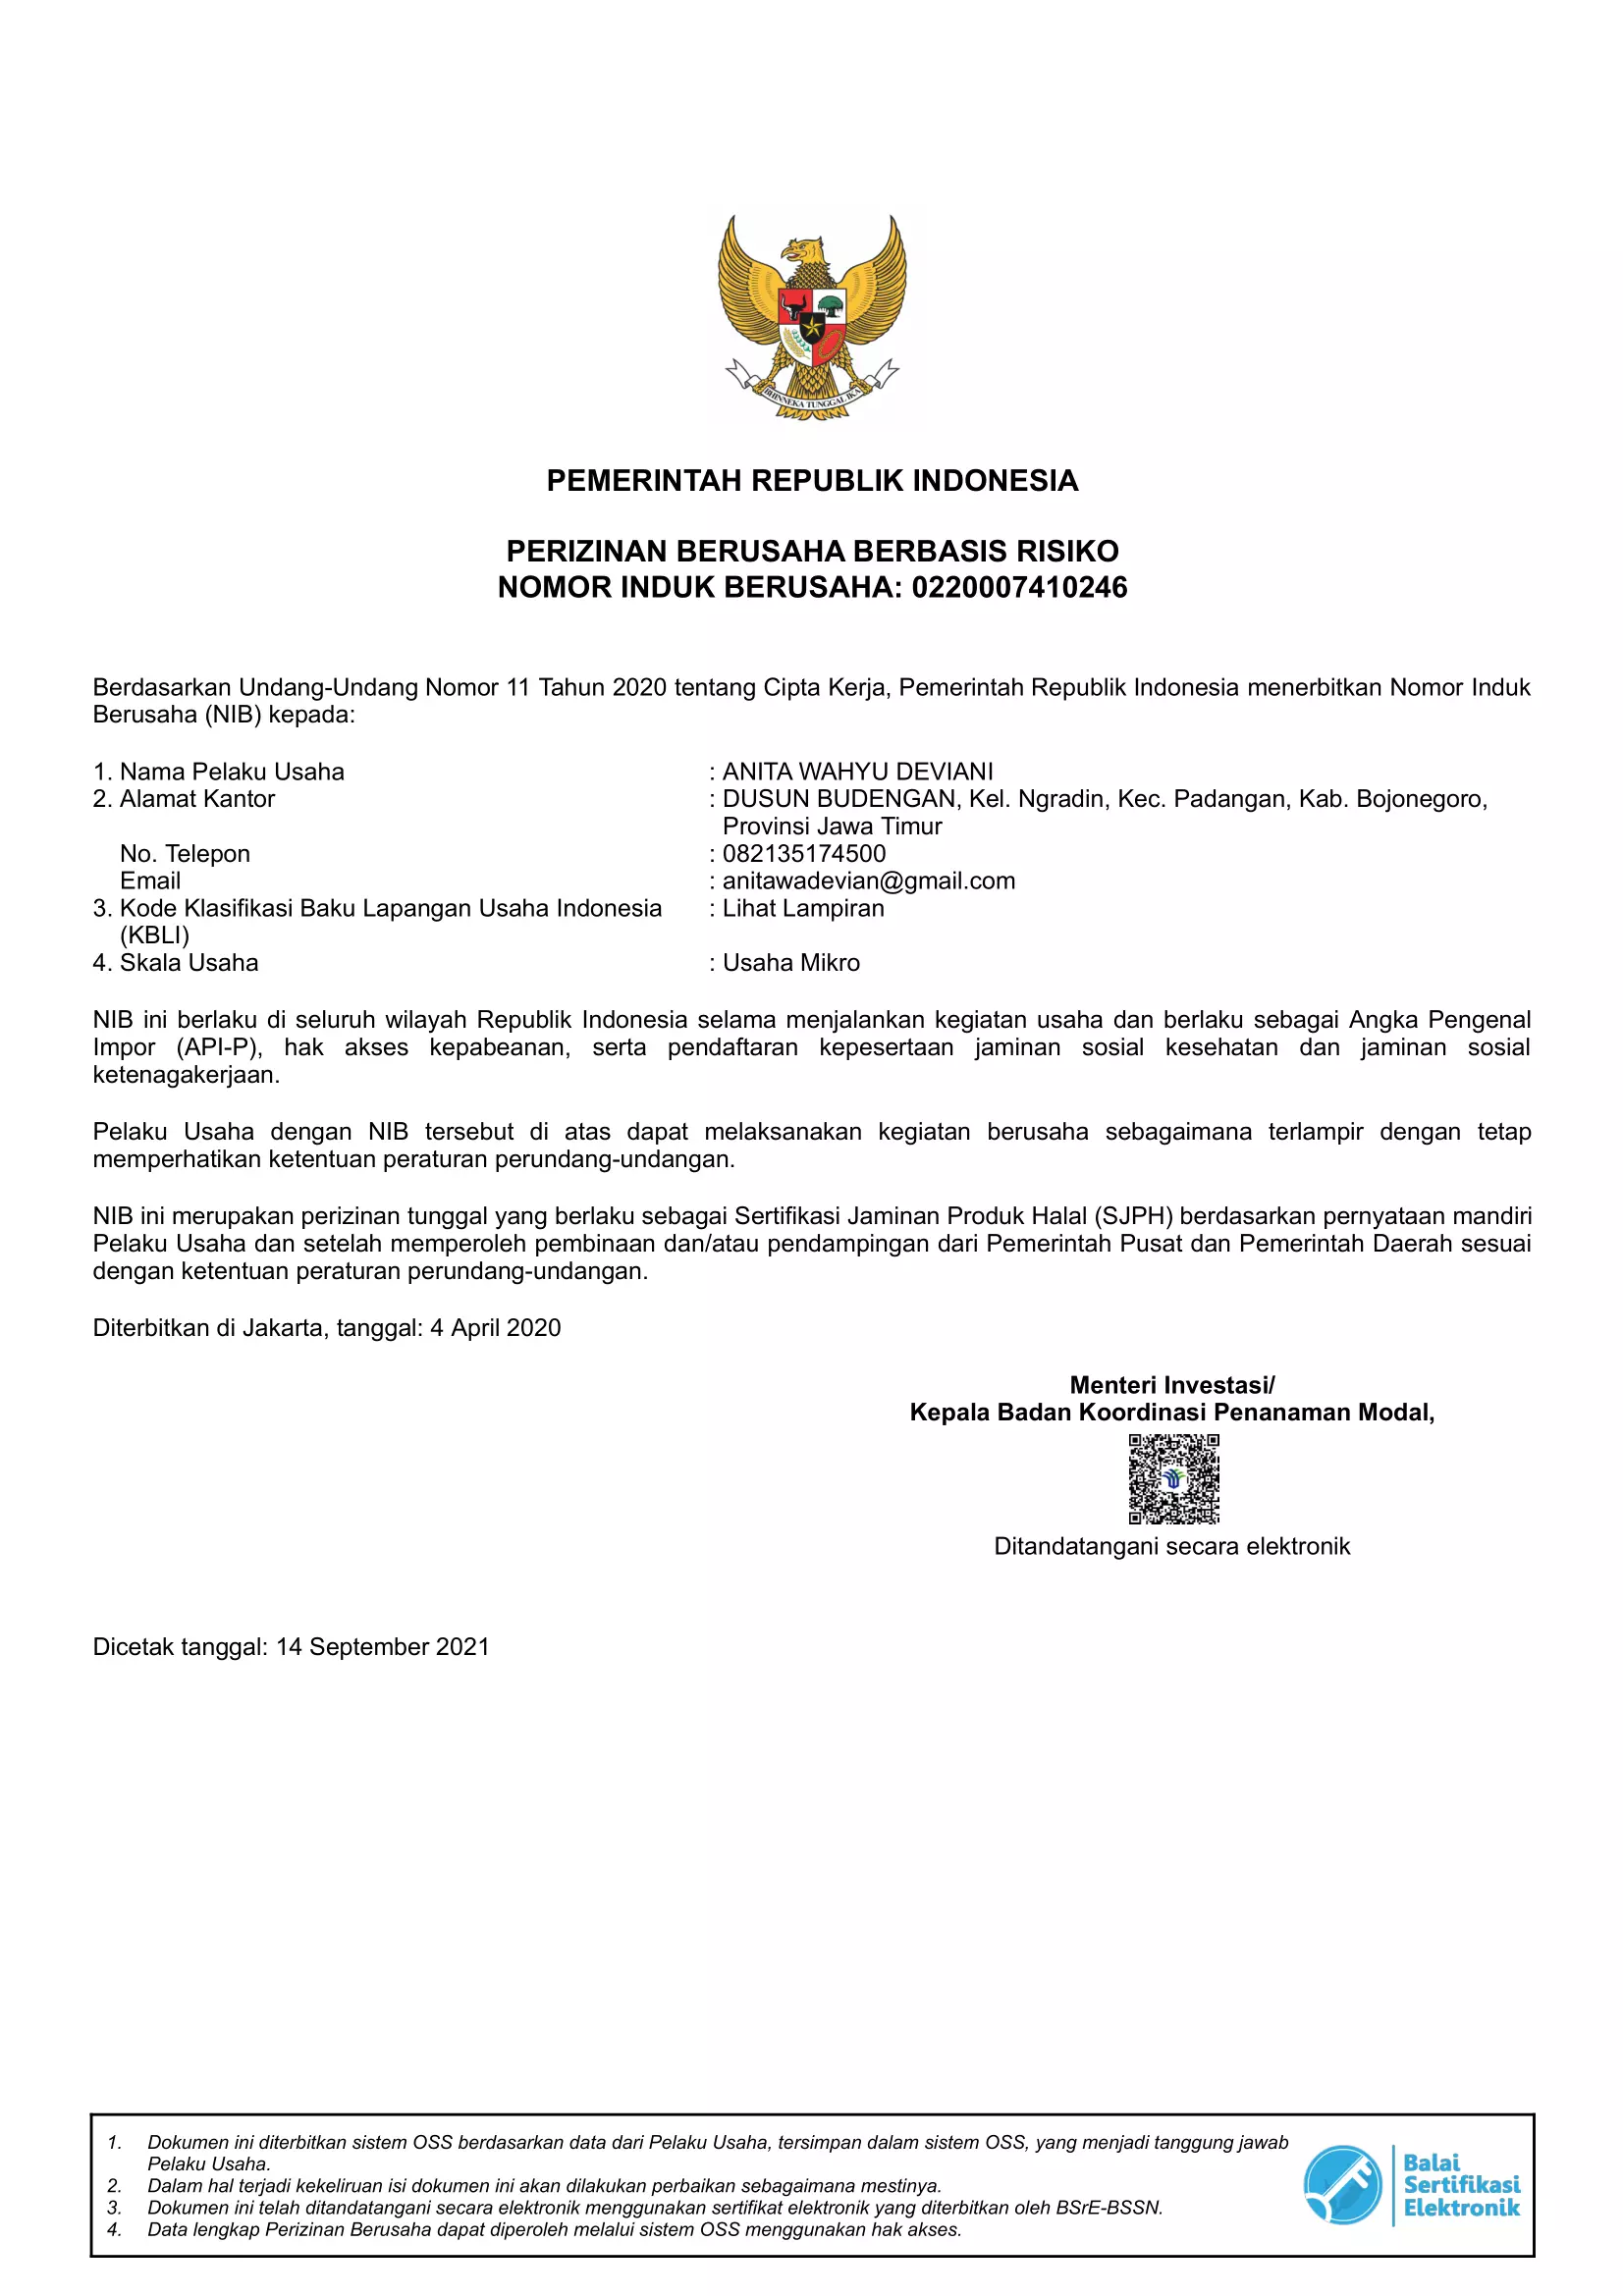 BHINNEKA TUNGGAL IKA
PEMERINTAH REPUBLIK INDONESIA
PERIZINAN BERUSAHA BERBASIS RISIKO
NOMOR INDUK BERUSAHA: 0220007410246
Berdasarkan Undang-Undang Nomor 11 Tahun 2020 tentang Cipta Kerja, Pemerintah Republik Indonesia menerbitkan Nomor Induk
Berusaha (NIB) kepada:
1. Nama Pelaku Usaha : ANITA WAHYU DEVIANI
2. Alamat Kantor : DUSUN BUDENGAN, Kel. Ngradin, Kec. Padangan, Kab. Bojonegoro,
Provinsi Jawa Timur
No. Telepon : 082135174500
Email : anitawadevian@gmail.com
3. Kode Klasifikasi Baku Lapangan Usaha Indonesia : Lihat Lampiran
(KBLI)
4. Skala Usaha : Usaha Mikro
NIB ini berlaku di seluruh wilayah Republik Indonesia selama menjalankan kegiatan usaha dan berlaku sebagai Angka Pengenal
Impor (API-P), hak akses kepabeanan, serta pendaftaran kepesertaan jaminan sosial kesehatan dan jaminan sosial
ketenagakerjaan.
Pelaku Usaha dengan NIB tersebut di atas dapat melaksanakan kegiatan berusaha sebagaimana terlampir dengan tetap
memperhatikan ketentuan peraturan perundang-undangan.
NIB ini merupakan perizinan tunggal yang berlaku sebagai Sertifikasi Jaminan Produk Halal (SJPH) berdasarkan pernyataan mandiri
Pelaku Usaha dan setelah memperoleh pembinaan dan/atau pendampingan dari Pemerintah Pusat dan Pemerintah Daerah sesuai
dengan ketentuan peraturan perundang-undangan.
Diterbitkan di Jakarta, tanggal: 4 April 2020
Menteri Investasi/
Kepala Badan Koordinasi Penanaman Modal,
Ditandatangani secara elektronik
Dicetak tanggal: 14 September 2021
1. Dokumen ini diterbitkan sistem OSS berdasarkan data dari Pelaku Usaha, tersimpan dalam sistem OSS, yang menjadi tanggung jawab
Pelaku Usaha.
2. Dalam hal terjadi kekeliruan isi dokumen ini akan dilakukan perbaikan sebagaimana mestinya.
3. Dokumen ini telah ditandatangani secara elektronik menggunakan sertifikat elektronik yang diterbitkan oleh BSrE-BSSN.
4. Data lengkap Perizinan Berusaha dapat diperoleh melalui sistem OSS menggunakan hak akses.
Balai
Sertifikasi
Elektronik